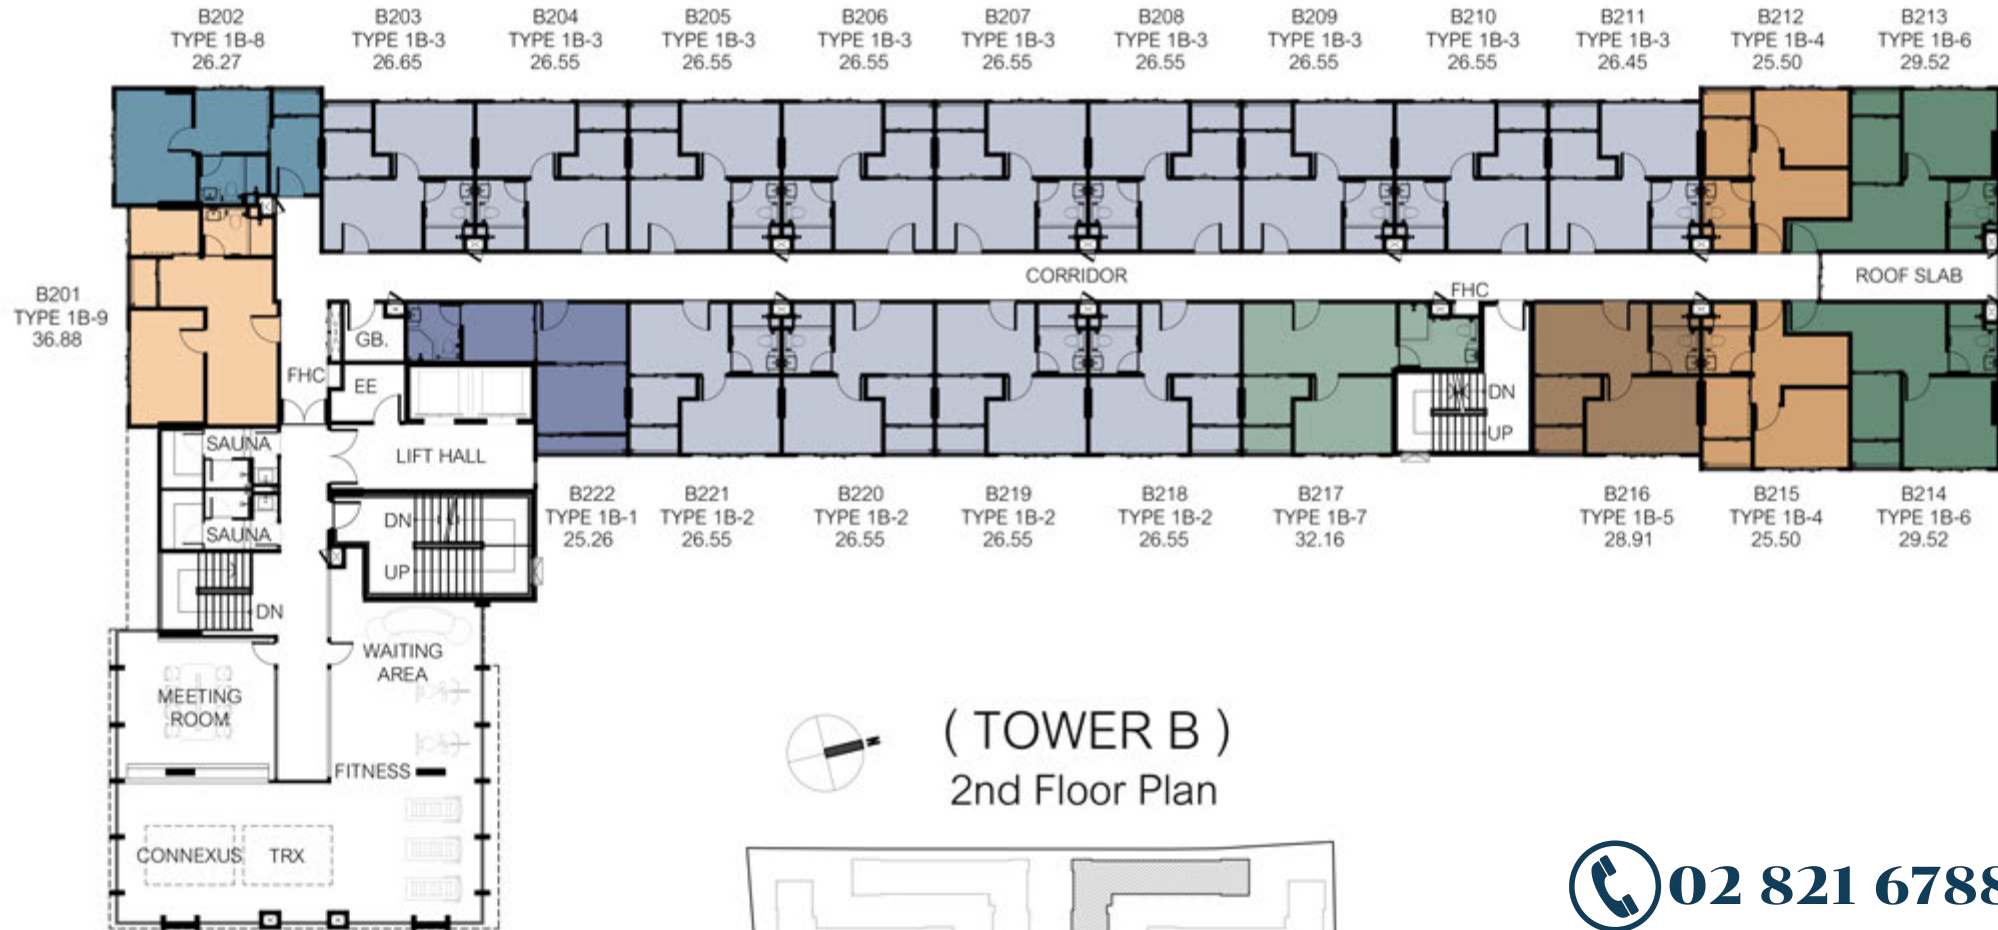 B202
TYPE 1B-8
26.27
B203
TYPE 1B-3
26.65
B204
TYPE 1B-3
26.55
B205
TYPE 1B-3
26.55
B206
TYPE 1B-3
26.55
B207
TYPE 1B-3
26.55
B208
TYPE 1B-3
26.55
B209
TYPE 1B-3
26.55
B210
TYPE 1B-3
26.55
B211
TYPE 1B-3
26.45
B212
TYPE 1B-4
25.50
B213
TYPE 1B-6
29.52
CORRIDOR
ROOF SLAB
FHC
B201
TYPE 1B-9
36.88
GB.
FHC
EE
DN
UP
SAUNA
LIFT HALL
SAUNA
DN
UP
DN
B222
TYPE 1B-1
25.26
B221
TYPE 1B-2
26.55
B220
TYPE 1B-2
26.55
B219
TYPE 1B-2
26.55
B218
TYPE 1B-2
26.55
B217
TYPE 1B-7
32.16
B216
TYPE 1B-5
28.91
B215
TYPE 1B-4
25.50
B214
TYPE 1B-6
29.52
WAITING
AREA
MEETING
ROOM
FITNESS
CONNEXUS
TRX
( TOWER B )
2nd Floor Plan
02 821 6788